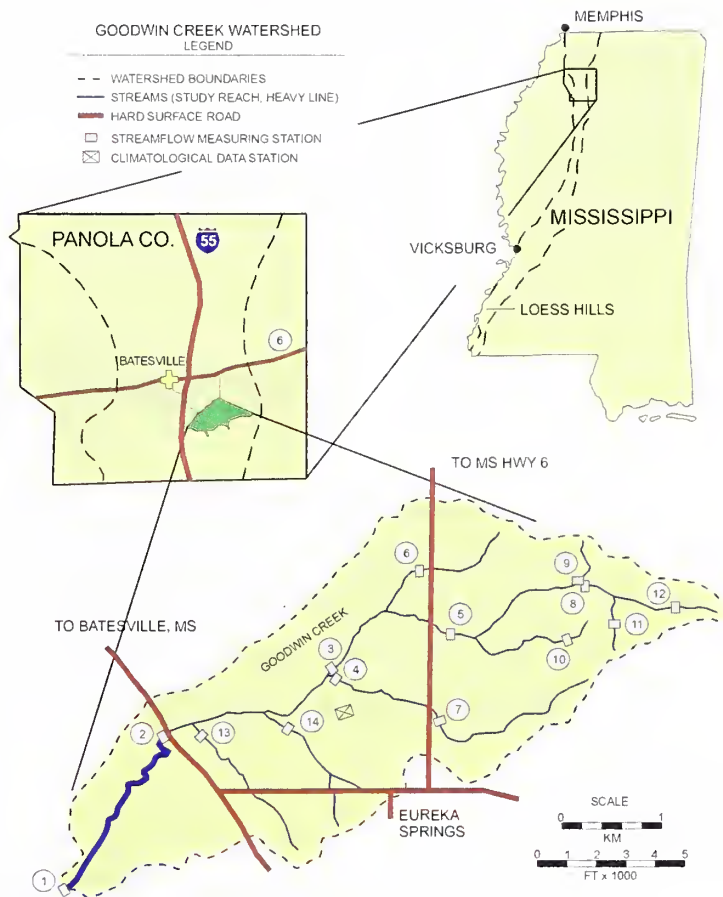 GOODWIN CREEK WATERSHED
LEGEND
WATERSHED BOUNDARIES
STREAMS (STUDY REACH, HEAVY LINE)
HARD SURFACE ROAD
STREAMFLOW MEASURING STATION
CLIMATOLOGICAL DATA STATION
MEMPHIS
MISSISSIPPI
VICKSBURG
LOESS HILLS
PANOLA CO.
55
6
BATESVILLE
TO MS HWY 6
TO BATESVILLE, MS
GOODWIN CREEK
6
9
8
12
5
11
10
3
4
7
2
13
14
1
EUREKA
SPRINGS
SCALE
0 1
KM
0 1 2 3 4 5
FT x 1000